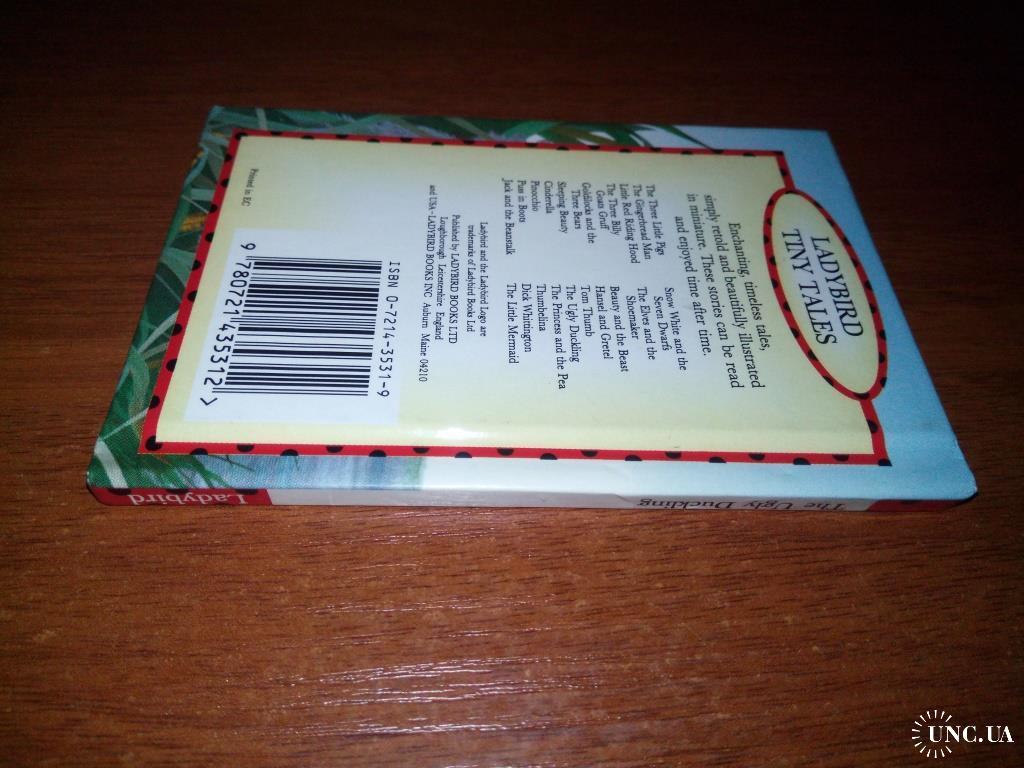 LADYBIRD
TINY TALES
Enchanting, timeless tales,
simply retold and beautifully illustrated
in miniature. These stories can be read
and enjoyed time after time.
The Three Little Pigs
The Gingerbread Man
Little Red Riding Hood
The Three Billy
Goats Gruff
Goldilocks and the
Three Bears
Sleeping Beauty
Cinderella
Pinocchio
Puss in Boots
Jack and the Beanstalk
Snow White and the
Seven Dwarfs
The Elves and the
Shoemaker
Beauty and the Beast
Hansel and Gretel
Tom Thumb
The Ugly Duckling
The Princess and the Pea
Thumbelina
Dick Whittington
The Little Mermaid
Ladybird and the Ladybird Logo are
trademarks of Ladybird Books Ltd
Published by LADYBIRD BOOKS LTD
Loughborough Leicestershire England
and USA-LADYBIRD BOOKS INC Auburn Maine 04210
ISBN 0-7214-3531-9
9 780721 435312 >
Printed in EC
The Ugly Duckling
Ladybird
UNC.UA